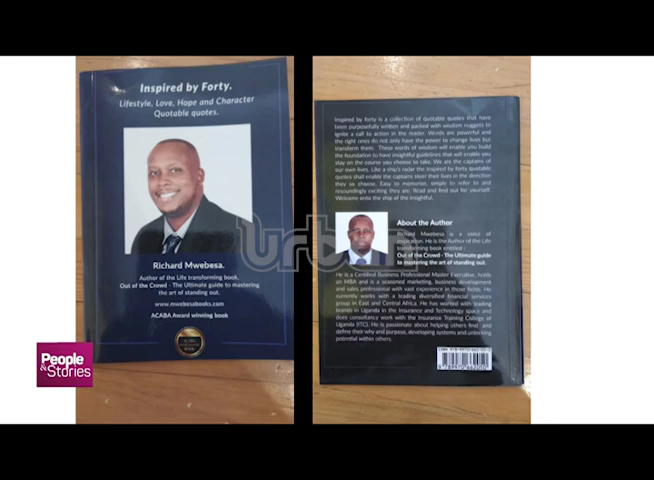 Inspired by Forty.
Lifestyle, Love, Hope and Character
Quotable quotes.
Richard Mwebesa.
Author of the Life transforming book,
Out of the Crowd - The Ultimate guide to mastering
the art of standing out.
www.mwebesabooks.com
ACABA Award winning book
Inspired by forty is a collection of quotable quotes that have
been purposefully written and packed with wisdom nuggets to
ignite a call to action in the reader. Words are powerful and
the right ones do not only have the power to change lives but
transform them. These words of wisdom will enable you build
the foundation to have insightful guidelines that will enable you
stay on the course you choose to take. We are the captains of
our own lives. Like a ship's radar the Inspired by forty quotable
quotes shall enable the captains steer their lives in the direction
they so choose. Easy to memorise, simple to refer to and
resoundingly exciting they are. Read and find out for yourself.
Welcome onto the ship of the insightful.
About the Author
Richard Mwebesa is a voice of
inspiration. He is the Author of the Life
transforming book entitled :
Out of the Crowd - The Ultimate guide
to mastering the art of standing out.
He is a Certified Business Professional Master Executive, holds
an MBA and is a seasoned marketing, business development
and sales professional with vast experience in those fields. He
currently works with a leading diversified financial services
group in East and Central Africa. He has worked with leading
brands in Uganda in the Insurance and Technology space and
does consultancy work with the Insurance Training College of
Uganda (ITC). He is passionate about helping others find and
define their why and purpose, developing systems and unlocking
potential within others.
urban
People
&Stories